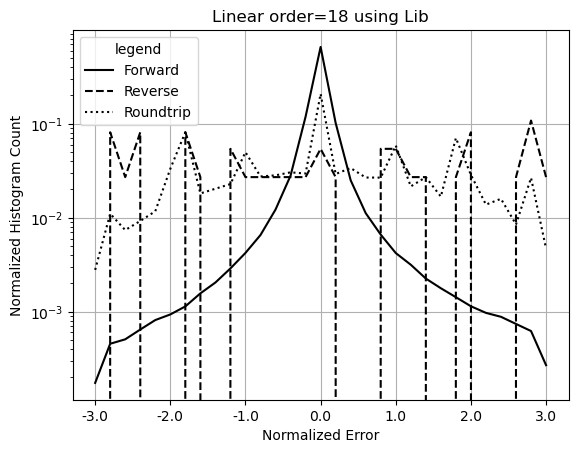 Linear order=18 using Lib
legend
Forward
Reverse
Roundtrip
Normalized Histogram Count
10⁻¹
10⁻²
10⁻³
-3.0 -2.0 -1.0 0.0 1.0 2.0 3.0
Normalized Error